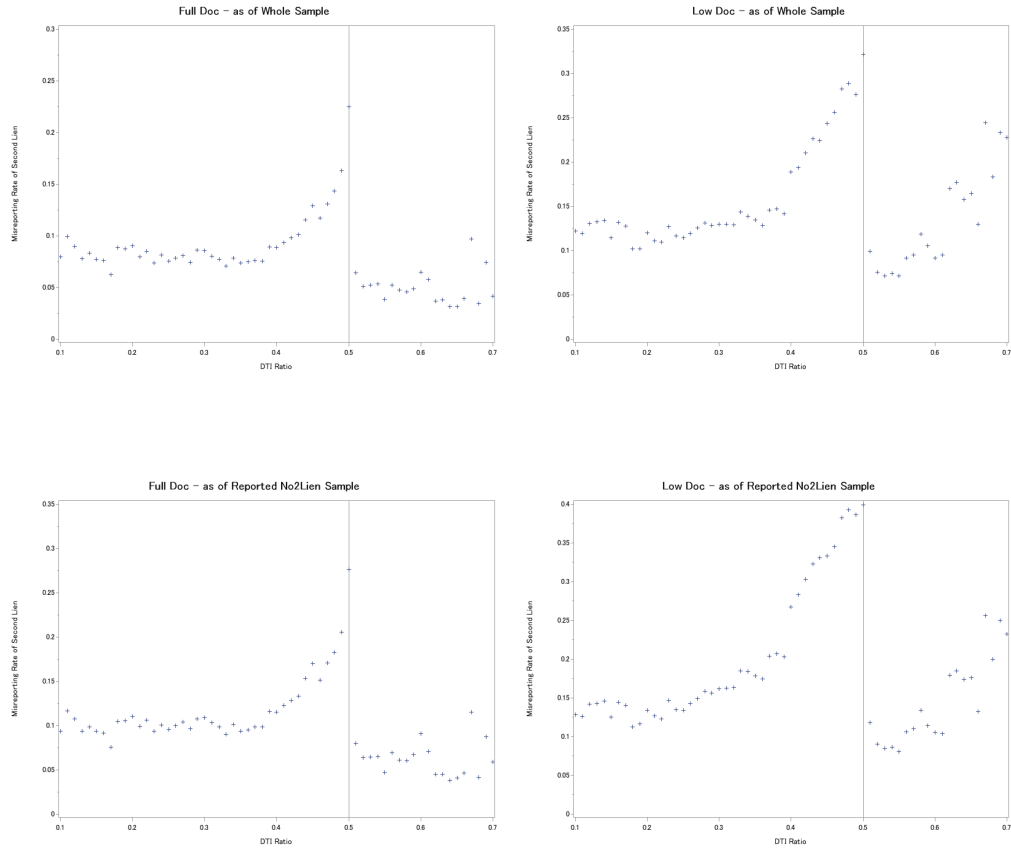 Full Doc - as of Whole Sample
Misreporting Rate of Second Lien
0.3
0.25
0.2
0.15
0.1
0.05
0
0.1 0.2 0.3 0.4 0.5 0.6 0.7
DTI Ratio
Low Doc - as of Whole Sample
Misreporting Rate of Second Lien
0.35
0.3
0.25
0.2
0.15
0.1
0.05
0
0.1 0.2 0.3 0.4 0.5 0.6 0.7
DTI Ratio
Full Doc - as of Reported No2Lien Sample
Misreporting Rate of Second Lien
0.35
0.3
0.25
0.2
0.15
0.1
0.05
0
0.1 0.2 0.3 0.4 0.5 0.6 0.7
DTI Ratio
Low Doc - as of Reported No2Lien Sample
Misreporting Rate of Second Lien
0.4
0.35
0.3
0.25
0.2
0.15
0.1
0.05
0
0.1 0.2 0.3 0.4 0.5 0.6 0.7
DTI Ratio